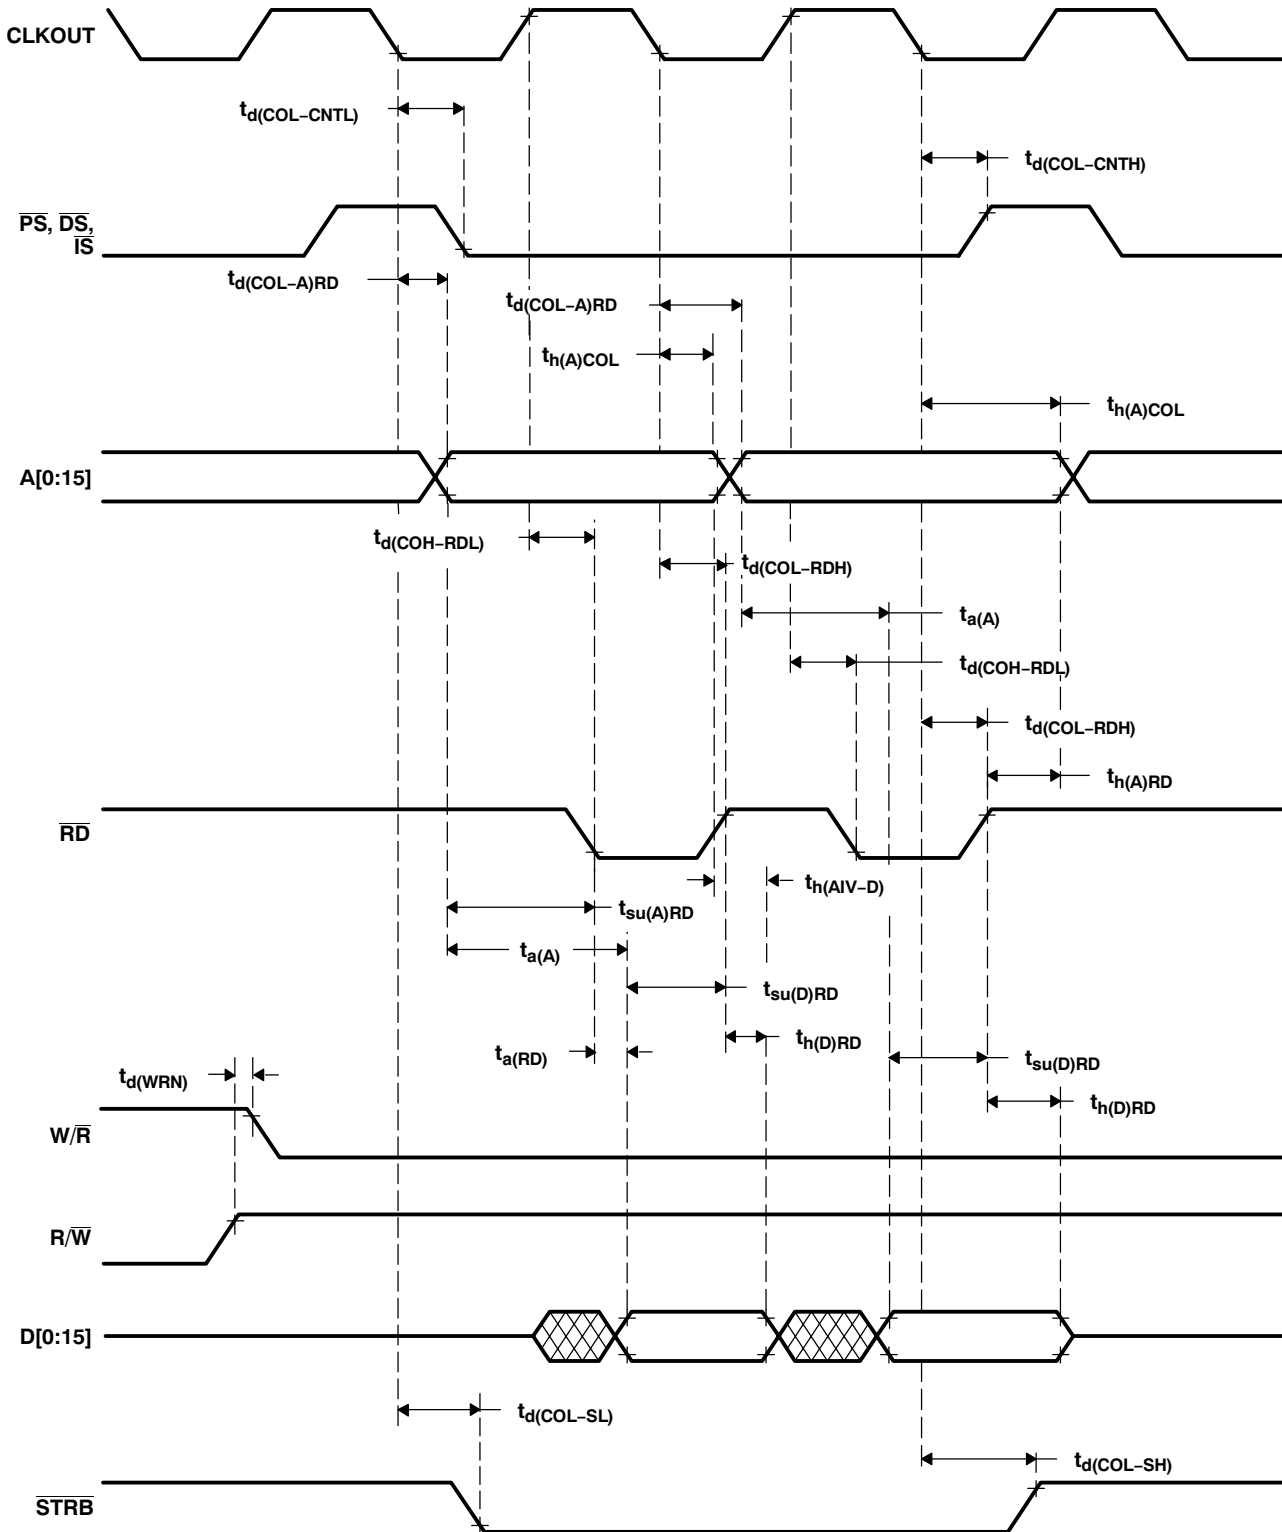 CLKOUT
td(COL–CNTL)
td(COL–CNTH)
PS, DS,
IS
td(COL–A)RD
td(COL–A)RD
th(A)COL
th(A)COL
A[0:15]
td(COH–RDL)
td(COL–RDH)
ta(A)
td(COH–RDL)
td(COL–RDH)
th(A)RD
RD
th(AIV–D)
tsu(A)RD
ta(A)
tsu(D)RD
th(D)RD
ta(RD)
tsu(D)RD
td(WRN)
th(D)RD
W/R
R/W
D[0:15]
td(COL–SL)
td(COL–SH)
STRB